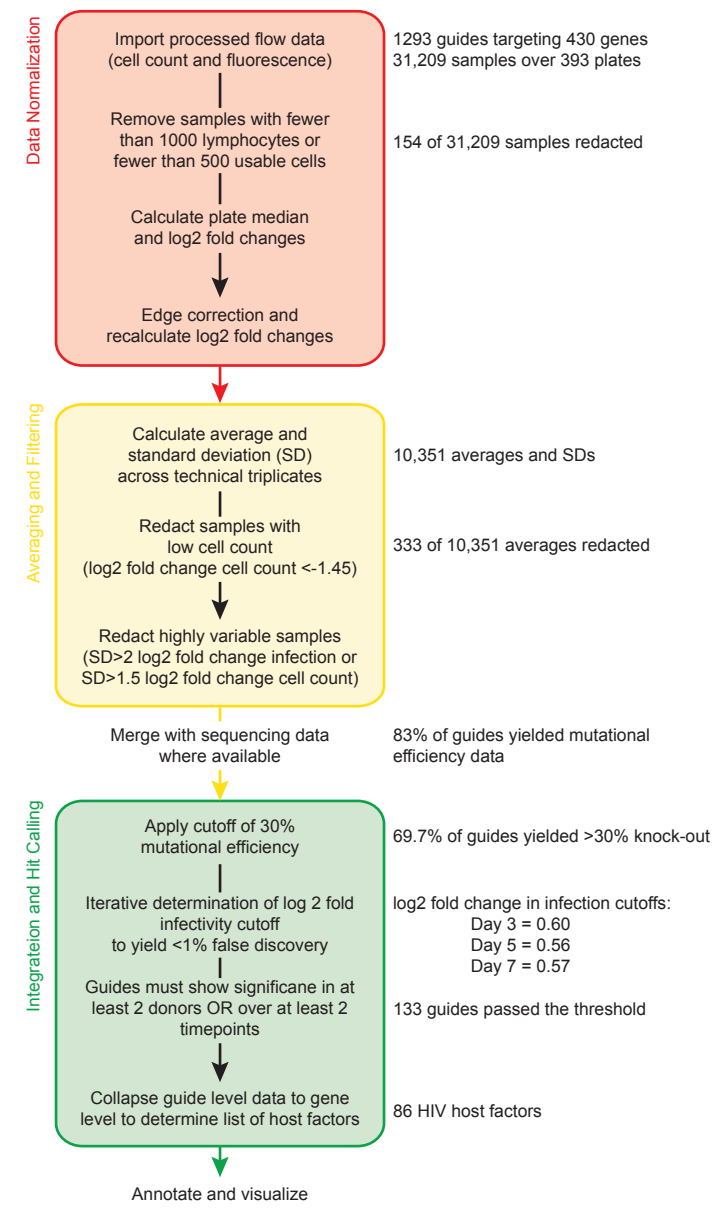 Data Normalization
Import processed flow data
(cell count and fluorescence)
1293 guides targeting 430 genes
31,209 samples over 393 plates
Remove samples with fewer
than 1000 lymphocytes or
fewer than 500 usable cells
154 of 31,209 samples redacted
Calculate plate median
and log2 fold changes
Edge correction and
recalculate log2 fold changes
Averaging and Filtering
Calculate average and
standard deviation (SD)
across technical triplicates
10,351 averages and SDs
Redact samples with
low cell count
(log2 fold change cell count <-1.45)
333 of 10,351 averages redacted
Redact highly variable samples
(SD>2 log2 fold change infection or
SD>1.5 log2 fold change cell count)
Merge with sequencing data
where available
83% of guides yielded mutational
efficiency data
Integrateion and Hit Calling
Apply cutoff of 30%
mutational efficiency
69.7% of guides yielded >30% knock-out
Iterative determination of log 2 fold
infectivity cutoff
to yield <1% false discovery
log2 fold change in infection cutoffs:
Day 3 = 0.60
Day 5 = 0.56
Day 7 = 0.57
Guides must show significane in at
least 2 donors OR over at least 2
timepoints
133 guides passed the threshold
Collapse guide level data to gene
level to determine list of host factors
86 HIV host factors
Annotate and visualize